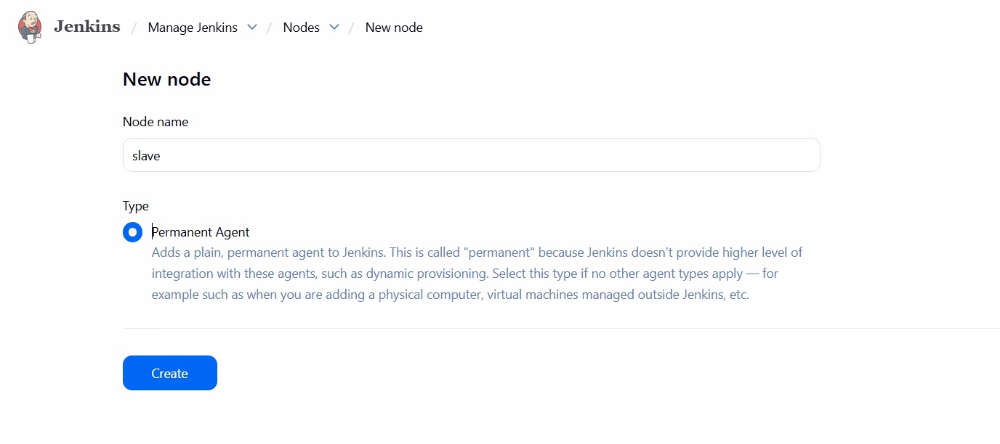 Jenkins / Manage Jenkins / Nodes / New node
New node
Node name
slave
Type
Permanent Agent
Adds a plain, permanent agent to Jenkins. This is called "permanent" because Jenkins doesn’t provide higher level of
integration with these agents, such as dynamic provisioning. Select this type if no other agent types apply — for
example such as when you are adding a physical computer, virtual machines managed outside Jenkins, etc.
Create